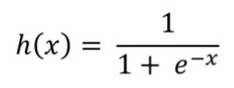 h(x) = 1 / (1 + e^{-x})